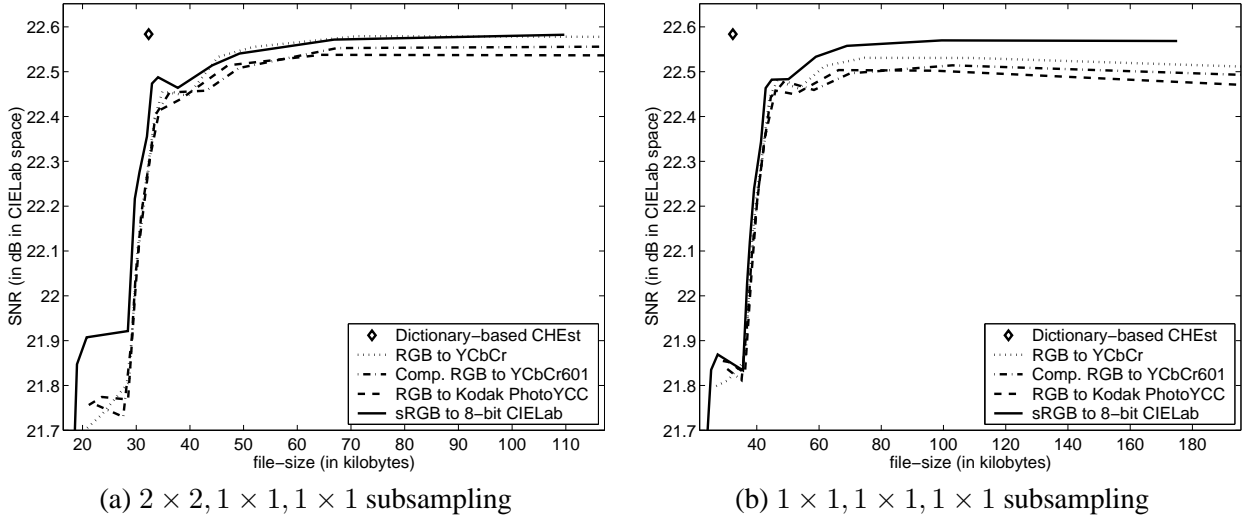 22.6
22.5
22.4
22.3
22.2
22.1
22
21.9
21.8
21.7
SNR (in dB in CIELab space)
20 30 40 50 60 70 80 90 100 110
file−size (in kilobytes)
Dictionary−based CHEst
RGB to YCbCr
Comp. RGB to YCbCr601
RGB to Kodak PhotoYCC
sRGB to 8−bit CIELab
(a) 2 × 2, 1 × 1, 1 × 1 subsampling
22.6
22.5
22.4
22.3
22.2
22.1
22
21.9
21.8
21.7
SNR (in dB in CIELab space)
40 60 80 100 120 140 160 180
file−size (in kilobytes)
Dictionary−based CHEst
RGB to YCbCr
Comp. RGB to YCbCr601
RGB to Kodak PhotoYCC
sRGB to 8−bit CIELab
(b) 1 × 1, 1 × 1, 1 × 1 subsampling